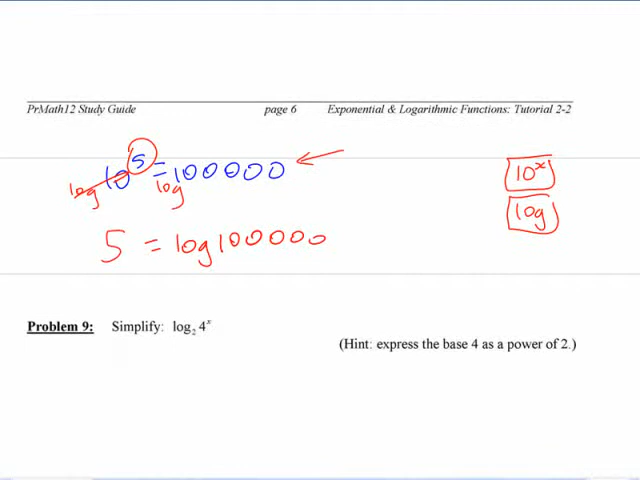 PrMath12 Study Guide page 6 Exponential & Logarithmic Functions: Tutorial 2-2
log 10^5 = log 100000
10^x
log
5 = log 100000
Problem 9: Simplify: log₂ 4^x
(Hint: express the base 4 as a power of 2.)